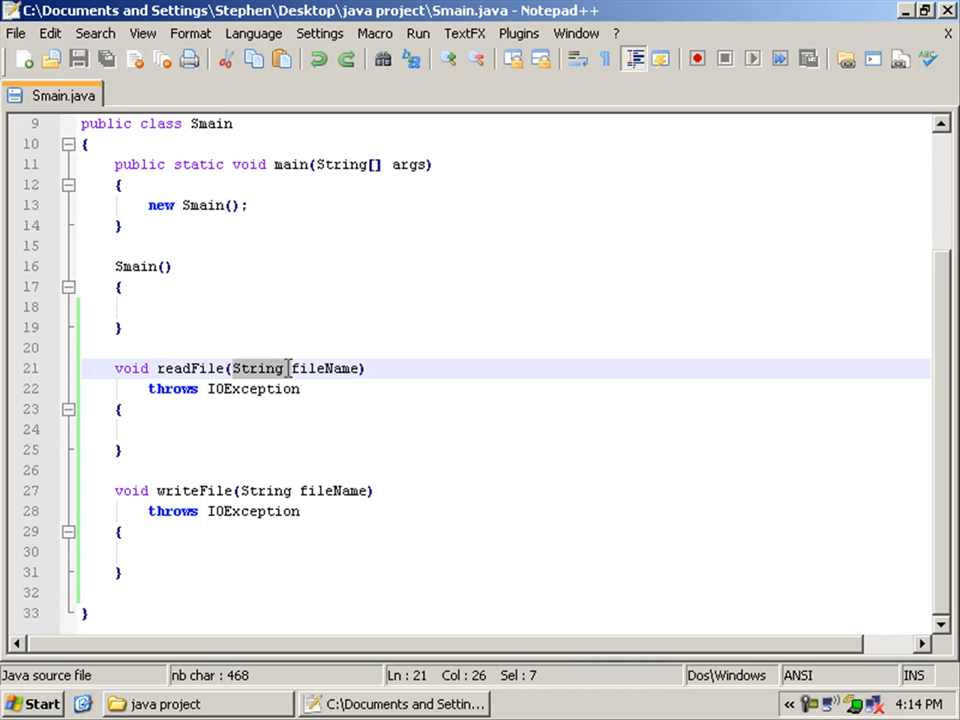 C:\Documents and Settings\Stephen\Desktop\java project\Smain.java - Notepad++
File Edit Search View Format Language Settings Macro Run TextFX Plugins Window ? X
Smain.java
9 public class Smain
10 {
11 public static void main(String[] args)
12 {
13 new Smain();
14 }
15
16 Smain()
17 {
18
19 }
20
21 void readFile(String fileName)
22 throws IOException
23 {
24
25 }
26
27 void writeFile(String fileName)
28 throws IOException
29 {
30
31 }
32
33 }
Java source file nb char : 468 Ln : 21 Col : 26 Sel : 7 Dos\Windows ANSI INS
Start java project C:\Documents and Settin... « 4:14 PM